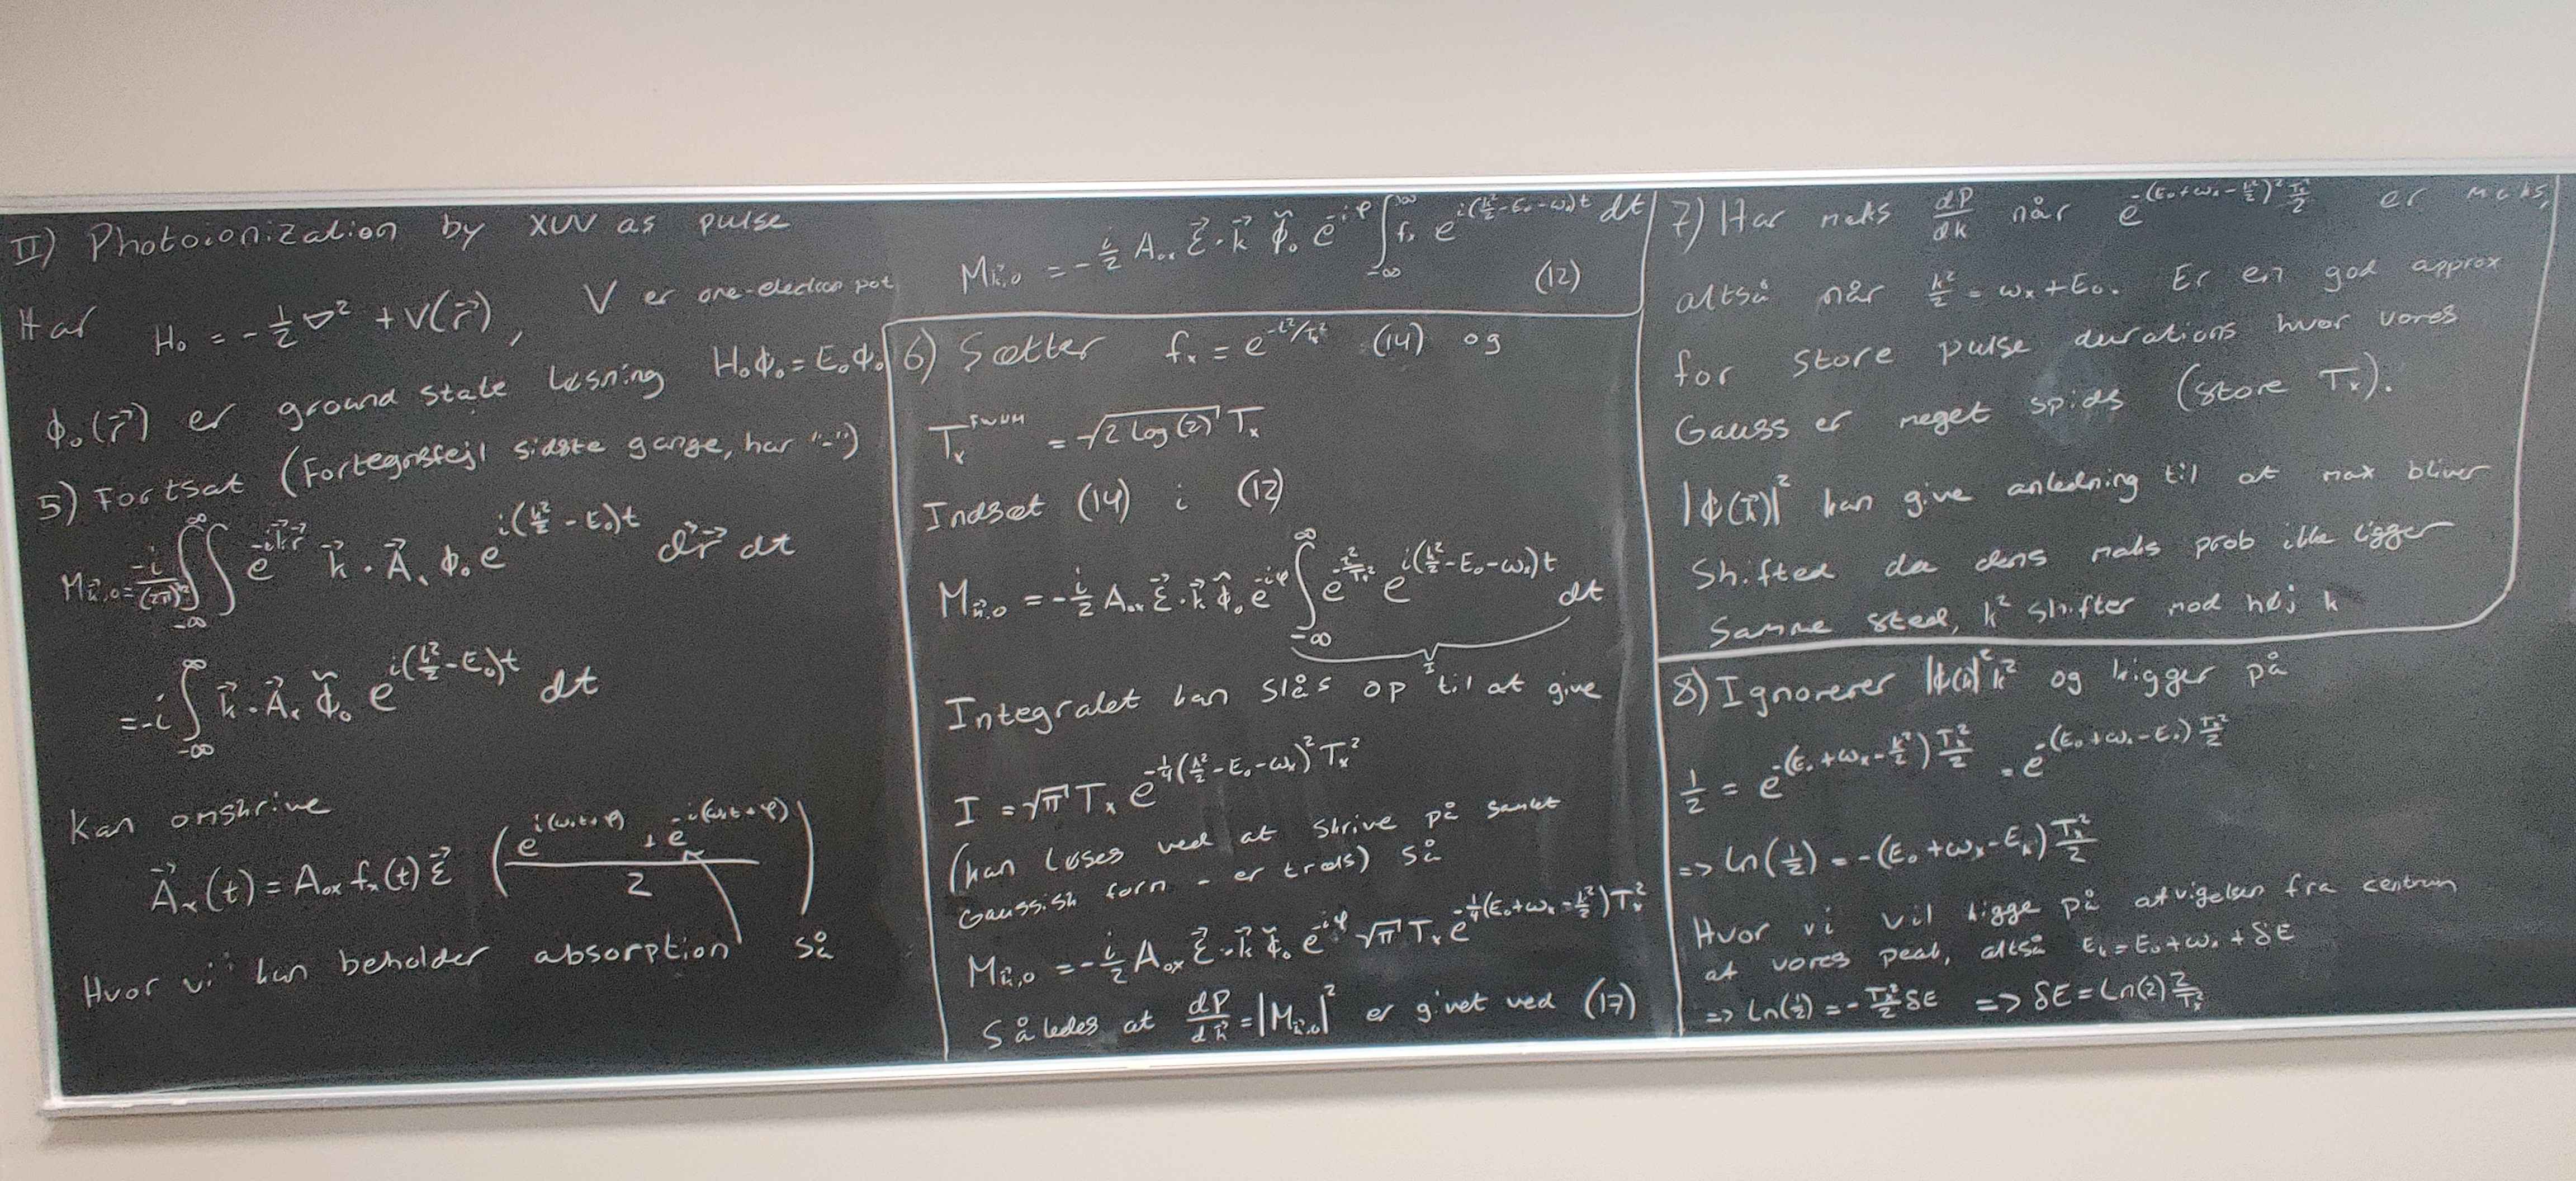 II) Photoionization by XUV as pulse
Har H₀ = -½∇² + V(r⃗), V er one-electron pot
ϕ₀(r⃗) er ground state løsning H₀ϕ₀ = E₀ϕ₀
5) Fortsat (Fortegnsfejl sidste gange, har "-")
M_{k⃗,0} = -i/(2π)^{3/2} ∫_{-∞}^{∞} ∫ e^{-ik⃗·r⃗} k⃗·A⃗ₓ ϕ₀ e^{i(k²/2 - E₀)t} dr⃗ dt
= -i ∫_{-∞}^{∞} k⃗·A⃗ₓ ϕ̃₀ e^{i(k²/2 - E₀)t} dt
Kan omskrive
A⃗ₓ(t) = A₀ₓ fₓ(t) ε⃗ ( (e^{i(ωₓt+φ)} + e^{-i(ωₓt+φ)}) / 2 )
Hvor vi kun beholder absorption så
M_{k⃗,0} = -i/2 A₀ₓ ε⃗·k⃗ ϕ̃₀ e^{-iφ} ∫_{-∞}^{∞} fₓ e^{i(k²/2 - E₀ - ωₓ)t} dt
(12)
6) Sætter fₓ = e^{-t²/Tₓ²} (14) og
Tₓ^{FWHM} = √(2 log(2)) Tₓ
Indsæt (14) i (12)
M_{k⃗,0} = -i/2 A₀ₓ ε⃗·k⃗ ϕ̃₀ e^{-iφ} ∫_{-∞}^{∞} e^{-t²/Tₓ²} e^{i(k²/2 - E₀ - ωₓ)t} dt
I
Integralet kan slås op til at give
I = √π Tₓ e^{-¼(k²/2 - E₀ - ωₓ)² Tₓ²}
(kan løses ved at skrive på samlet
Gaussisk form - er træls) så
M_{k⃗,0} = -i/2 A₀ₓ ε⃗·k⃗ ϕ̃₀ e^{-iφ} √π Tₓ e^{-¼(E₀ + ωₓ - k²/2) Tₓ²}
Således at dP/dk⃗ = |M_{k⃗,0}|² er givet ved (17)
7) Har maks dP/dk når e^{-(E₀ + ωₓ - k²/2)² Tₓ²/2} er maks,
altså når k²/2 = ωₓ + E₀. Er en god approx
for store pulse durations hvor vores
Gauss er meget spids (store Tₓ).
|ϕ(k⃗)|² kan give anledning til at max bliver
Shifted da dens maks prob ikke ligger
samme sted, k² shifter mod høj k
8) Ignorerer |ϕ(k)|² k² og kigger på
½ = e^{-(E₀ + ωₓ - k²/2) Tₓ²/2} = e^{-(E₀ + ωₓ - Eₖ) Tₓ²/2}
=> ln(½) = -(E₀ + ωₓ - Eₖ) Tₓ²/2
Hvor vi vil kigge på afvigelsen fra centrum
af vores peak, altså Eₖ = E₀ + ωₓ + δE
=> ln(½) = -Tₓ²/2 δE => δE = ln(2) 2/Tₓ²